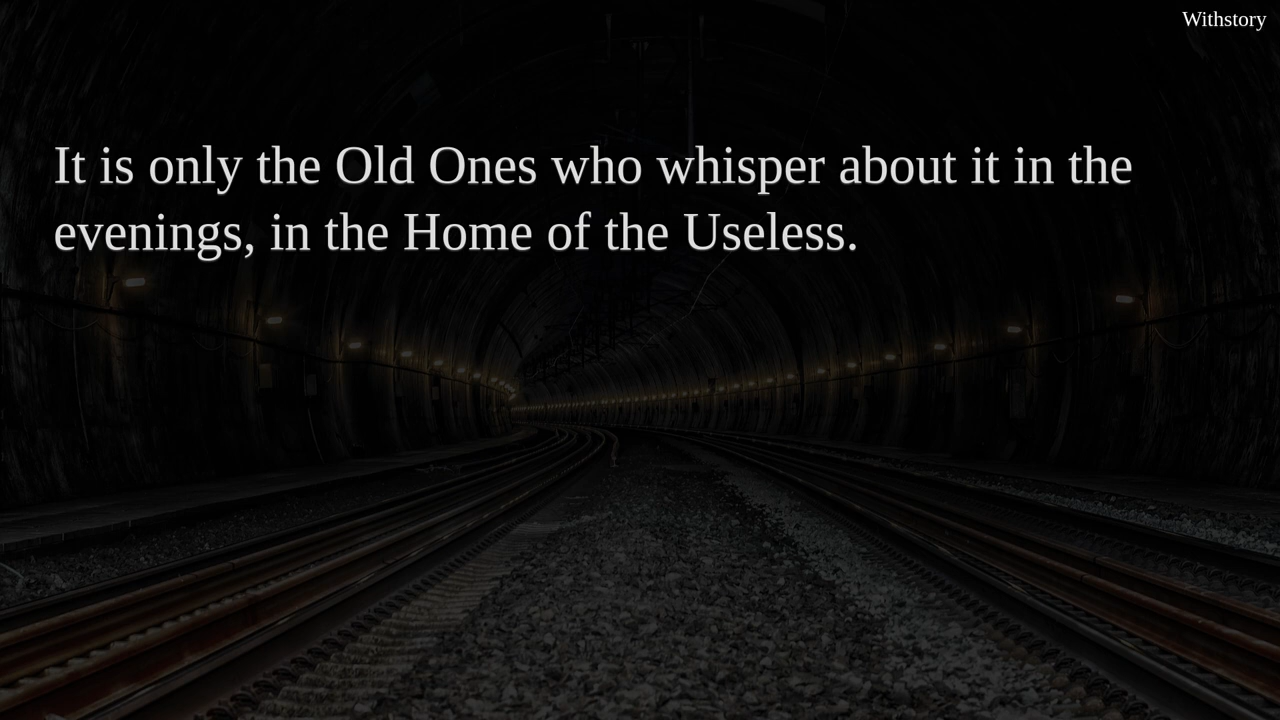 Withstory
It is only the Old Ones who whisper about it in the
evenings, in the Home of the Useless.